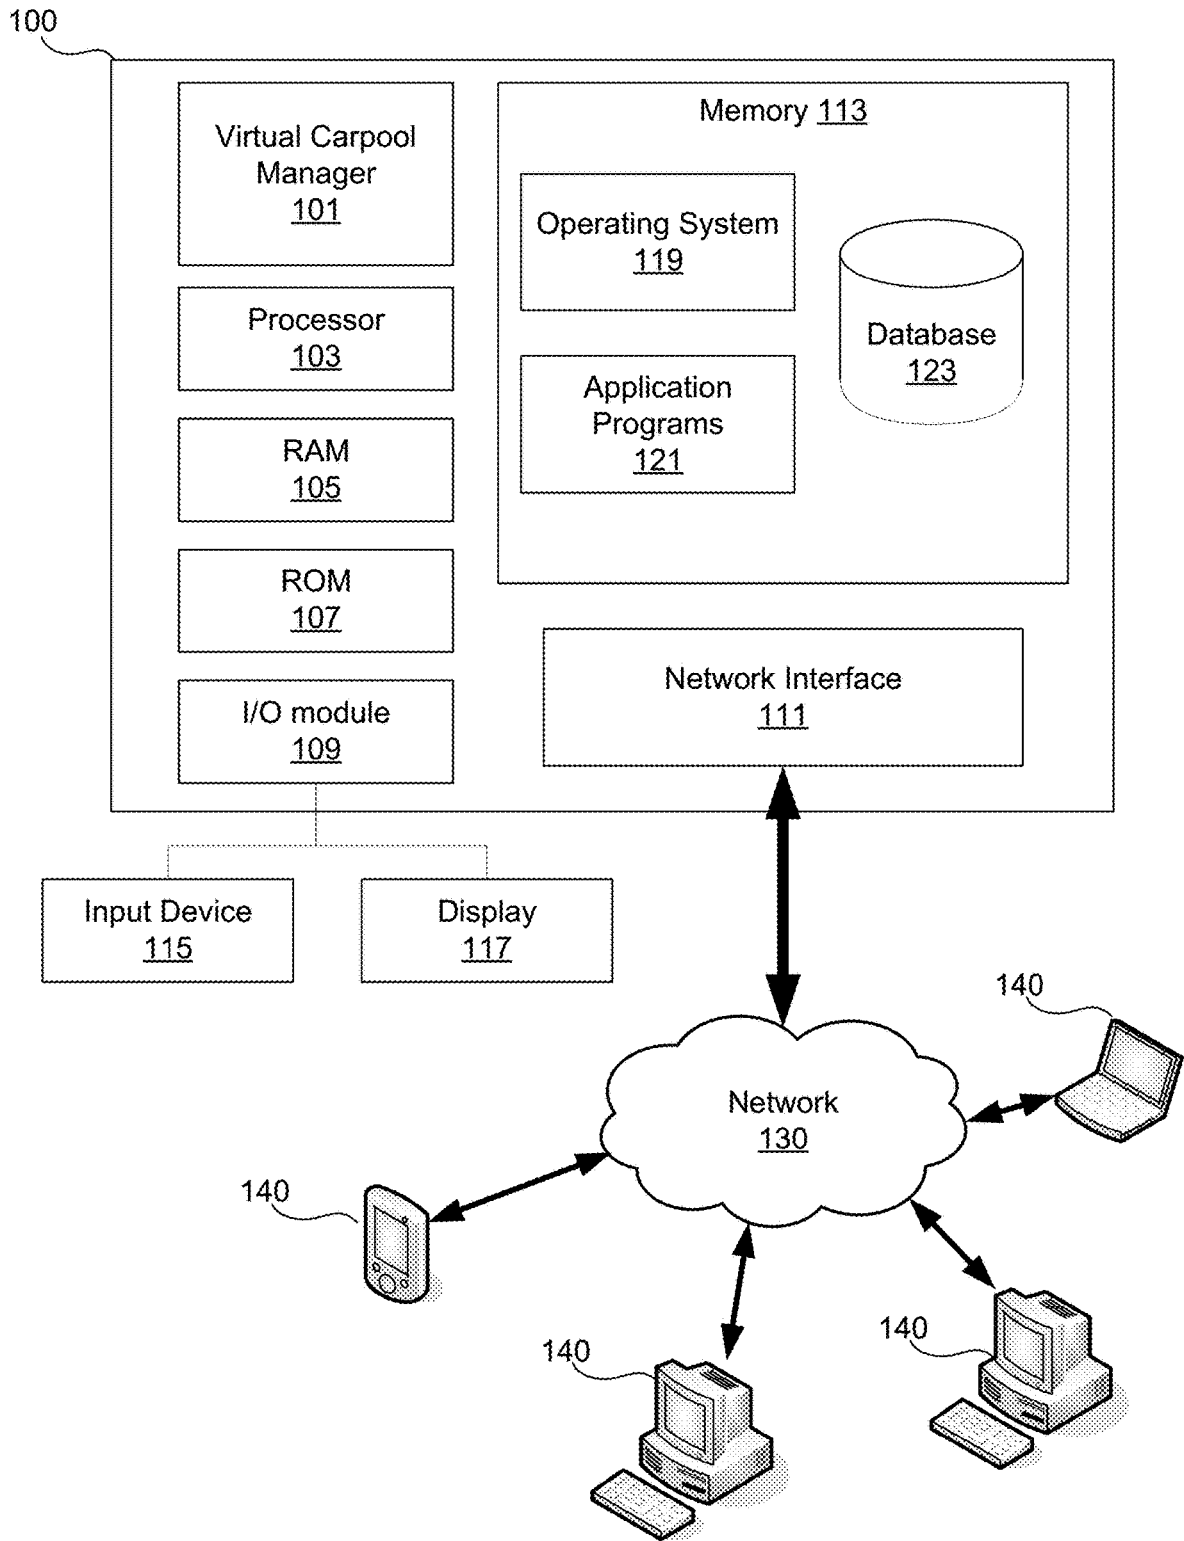 100
Virtual Carpool
Manager
101
Processor
103
RAM
105
ROM
107
I/O module
109
Memory 113
Operating System
119
Application
Programs
121
Database
123
Network Interface
111
Input Device
115
Display
117
Network
130
140
140
140
140